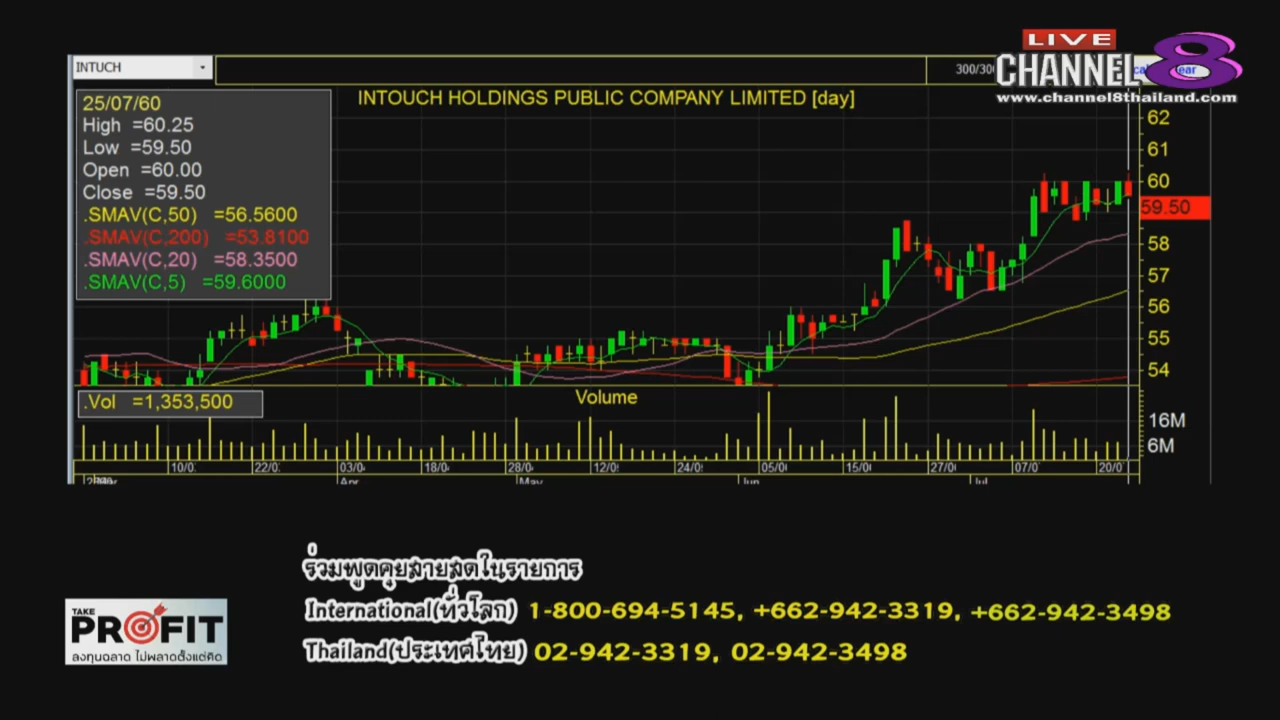 LIVE
CHANNEL 8
www.channel8thailand.com
INTUCH
INTOUCH HOLDINGS PUBLIC COMPANY LIMITED [day]
25/07/60
High =60.25
Low =59.50
Open =60.00
Close =59.50
.SMAV(C,50) =56.5600
.SMAV(C,200) =53.8100
.SMAV(C,20) =58.3500
.SMAV(C,5) =59.6000
62
61
60
59.50
58
57
56
55
54
.Vol =1,353,500
Volume
16M
6M
10/0 22/0 03/0 18/0 28/0 12/0 24/0 05/0 15/0 27/0 07/0 20/0
Apr May Jun Jul
ร่วมพูดคุยสายสดในรายการ
International(ทั่วโลก) 1-800-694-5145, +662-942-3319, +662-942-3498
Thailand(ประเทศไทย) 02-942-3319, 02-942-3498
TAKE
PROFIT
ลงทุนฉลาด ไม่พลาดตั้งแต่คิด